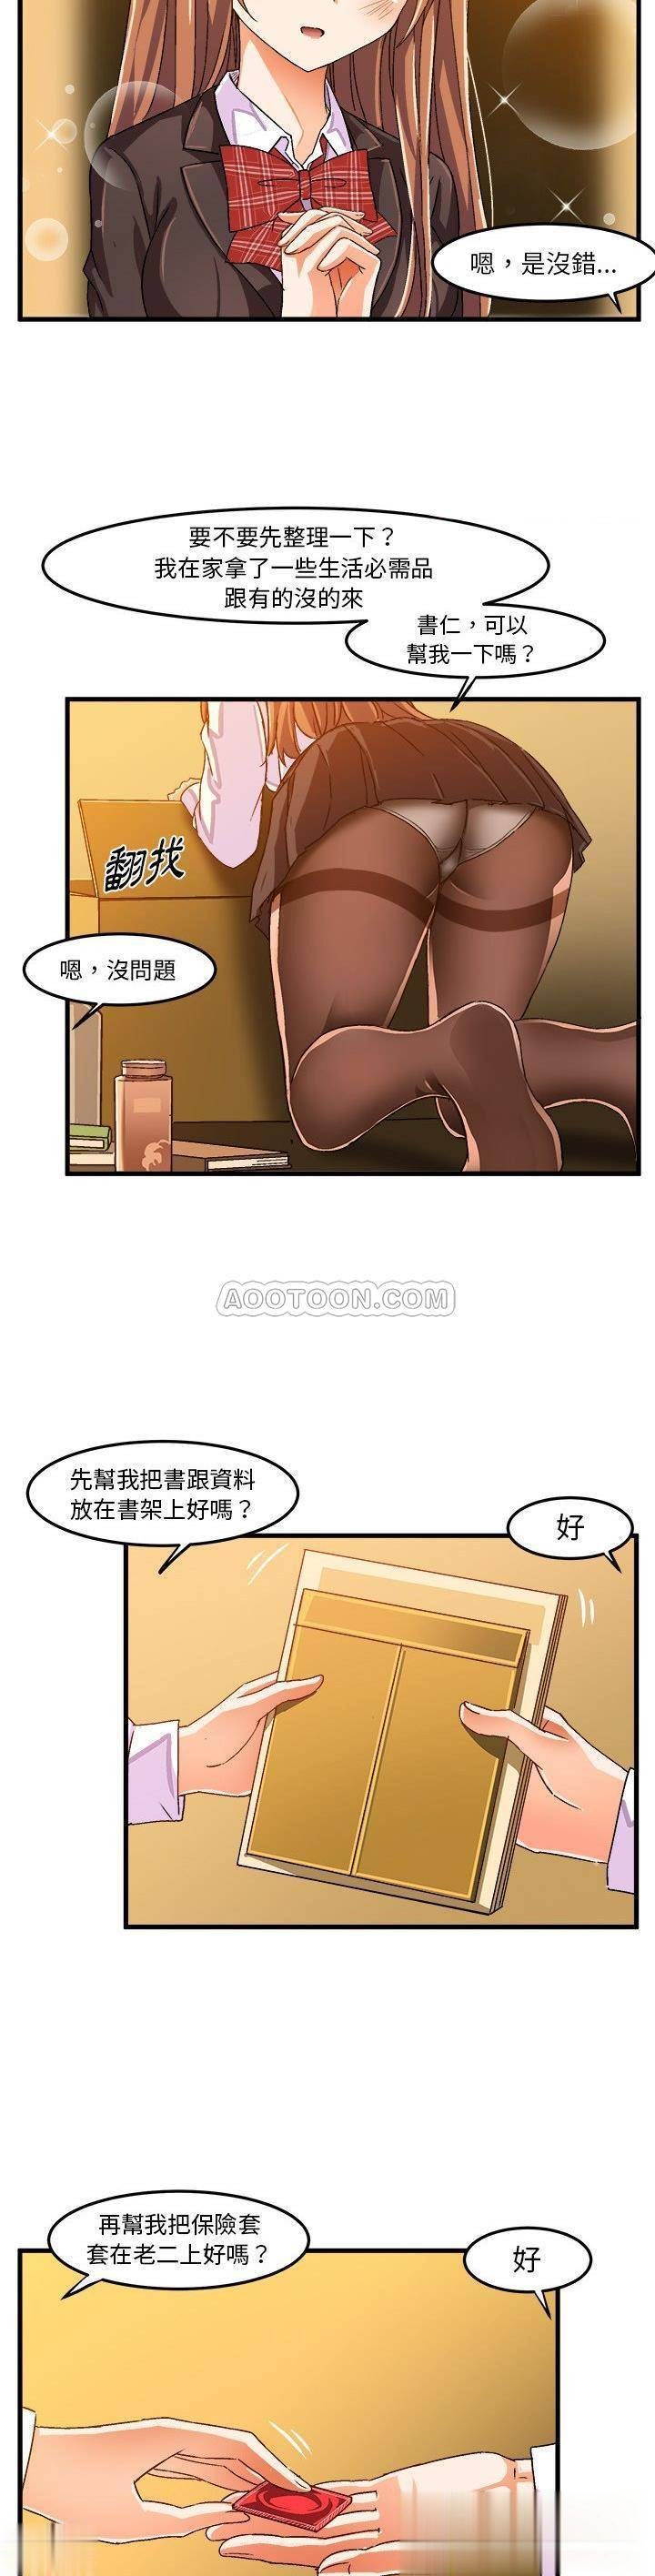 嗯，是沒錯...
要不要先整理一下？
我在家拿了一些生活必需品
跟有的沒的來
書仁，可以
幫我一下嗎？
翻找
嗯，沒問題
AOOTOON.COM
先幫我把書跟資料
放在書架上好嗎？
好
再幫我把保險套
套在老二上好嗎？
好